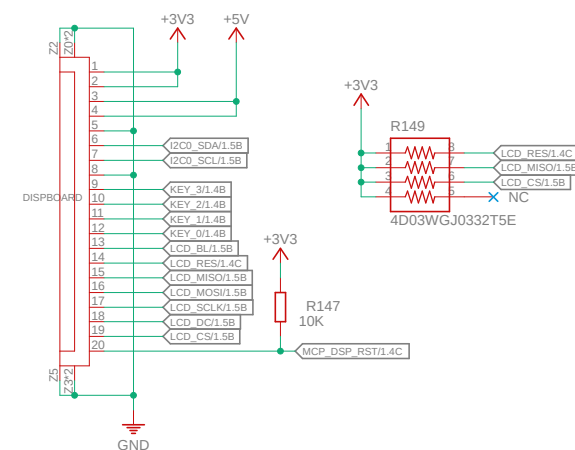 +3V3
+5V
Z2
Z0*2
1
2
3
4
5
6
7
8
9
10
11
12
13
14
15
16
17
18
19
20
I2C0_SDA/1.5B
I2C0_SCL/1.5B
DISPBOARD
KEY_3/1.4B
KEY_2/1.4B
KEY_1/1.4B
KEY_0/1.4B
LCD_BL/1.5B
LCD_RES/1.4C
LCD_MISO/1.5B
LCD_MOSI/1.5B
LCD_SCLK/1.5B
LCD_DC/1.5B
LCD_CS/1.5B
Z5
Z3*2
GND
+3V3
R147
10K
MCP_DSP_RST/1.4C
+3V3
R149
1
2
3
4
8
7
6
5
LCD_RES/1.4C
LCD_MISO/1.5B
LCD_CS/1.5B
NC
4D03WGJ0332T5E